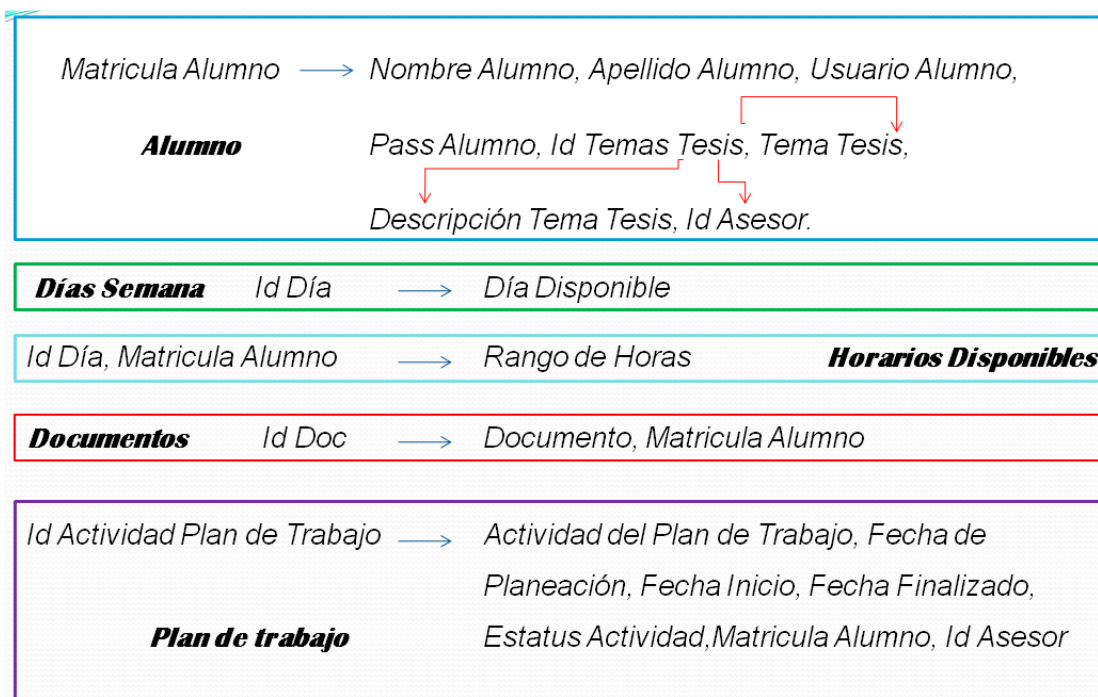 Matricula Alumno → Nombre Alumno, Apellido Alumno, Usuario Alumno,
Alumno Pass Alumno, Id Temas Tesis, Tema Tesis,
Descripción Tema Tesis, Id Asesor.
Días Semana Id Día → Día Disponible
Id Día, Matricula Alumno → Rango de Horas Horarios Disponibles
Documentos Id Doc → Documento, Matricula Alumno
Id Actividad Plan de Trabajo → Actividad del Plan de Trabajo, Fecha de
Planeación, Fecha Inicio, Fecha Finalizado,
Plan de trabajo Estatus Actividad,Matricula Alumno, Id Asesor